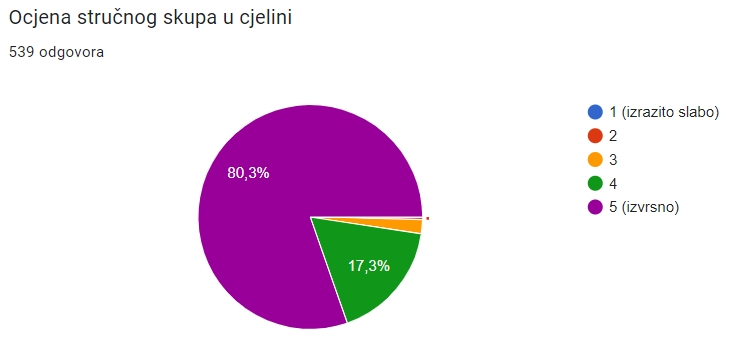 Ocjena stručnog skupa u cjelini
539 odgovora
80,3%
17,3%
1 (izrazito slabo)
2
3
4
5 (izvrsno)